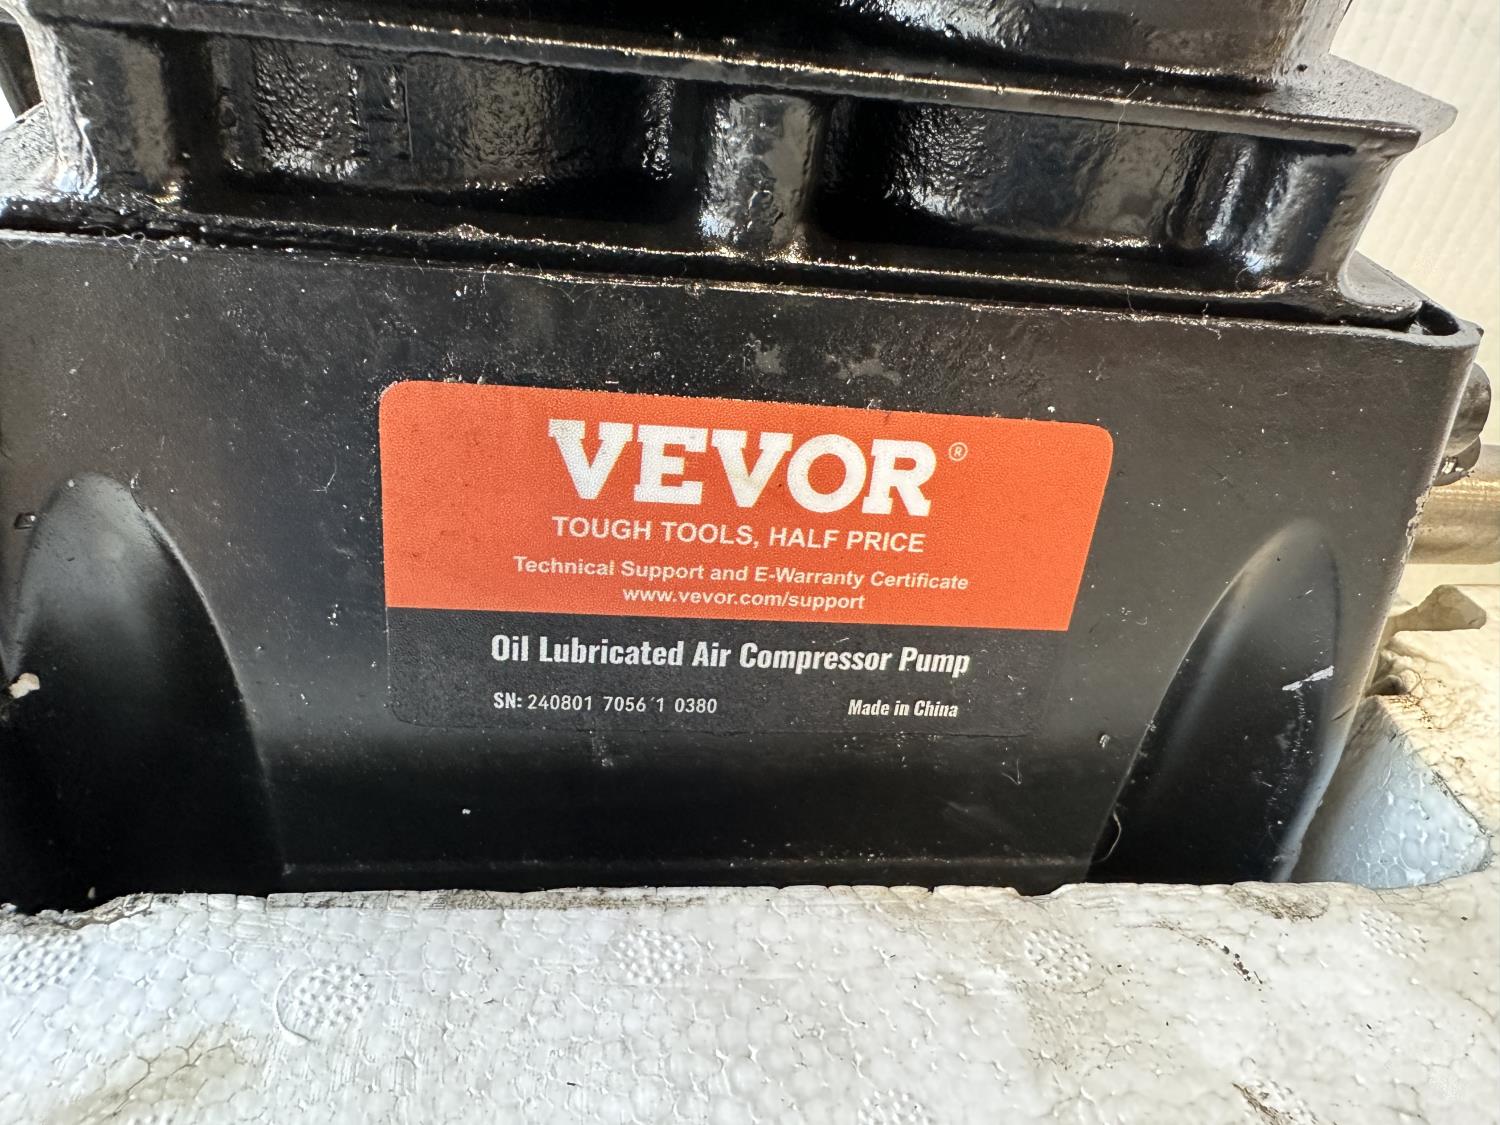 VEVOR®
TOUGH TOOLS, HALF PRICE
Technical Support and E-Warranty Certificate
www.vevor.com/support
Oil Lubricated Air Compressor Pump
SN: 240801 7056 1 0380 Made in China